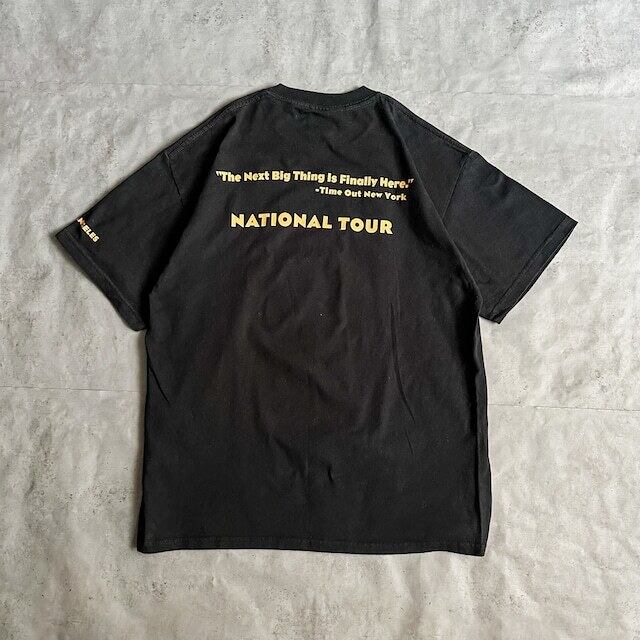 "The Next Big Thing Is Finally Here."
-Time Out New York
NATIONAL TOUR